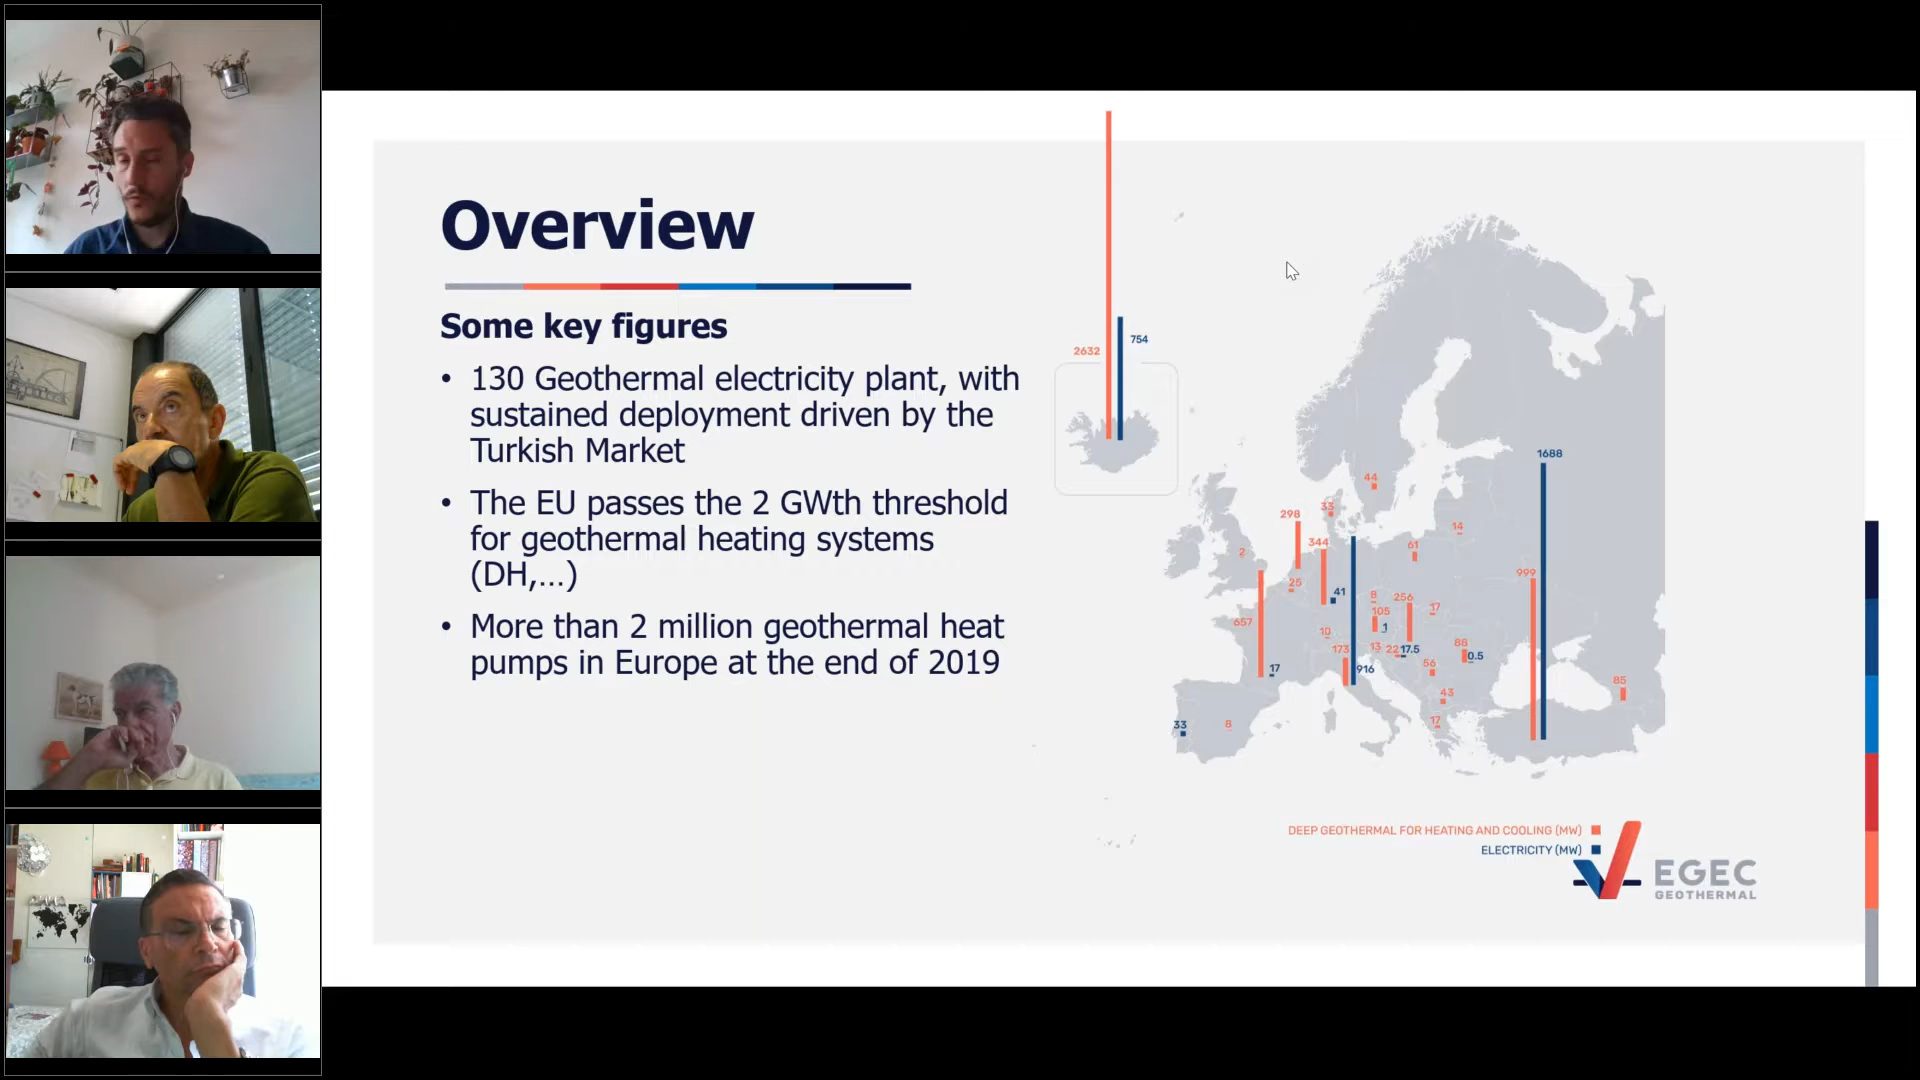 Overview
Some key figures
• 130 Geothermal electricity plant, with
sustained deployment driven by the
Turkish Market
• The EU passes the 2 GWth threshold
for geothermal heating systems
(DH,...)
• More than 2 million geothermal heat
pumps in Europe at the end of 2019
2632
754
1688
44
298
33
14
344
2
61
999
25
41
8
256
17
105
1
657
10
173
13
22
17.5
88
0.5
56
916
17
85
43
17
33
8
DEEP GEOTHERMAL FOR HEATING AND COOLING (MW)
ELECTRICITY (MW)
EGEC
GEOTHERMAL